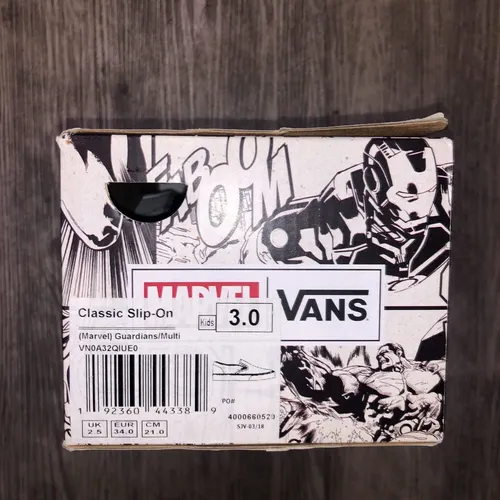 KABOOM
MARVEL VANS
Classic Slip-On
Kids 3.0
(Marvel) Guardians/Multi
VN0A32QIUE0
PO#
1 92360 44338 9
4000660520
SJV-03/18
UK EUR CM
2.5 34.0 21.0